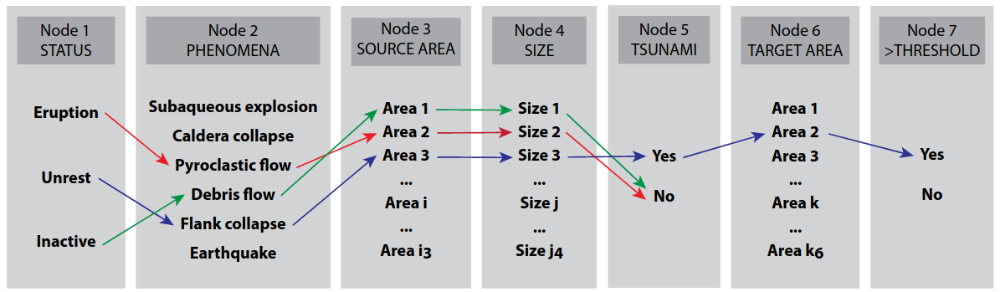 Node 1
STATUS
Eruption
Unrest
Inactive
Node 2
PHENOMENA
Subaqueous explosion
Caldera collapse
Pyroclastic flow
Debris flow
Flank collapse
Earthquake
Node 3
SOURCE AREA
Area 1
Area 2
Area 3
...
Area i
...
Area i3
Node 4
SIZE
Size 1
Size 2
Size 3
...
Size j
...
Size j4
Node 5
TSUNAMI
Yes
No
Node 6
TARGET AREA
Area 1
Area 2
Area 3
...
Area k
...
Area k6
Node 7
>THRESHOLD
Yes
No